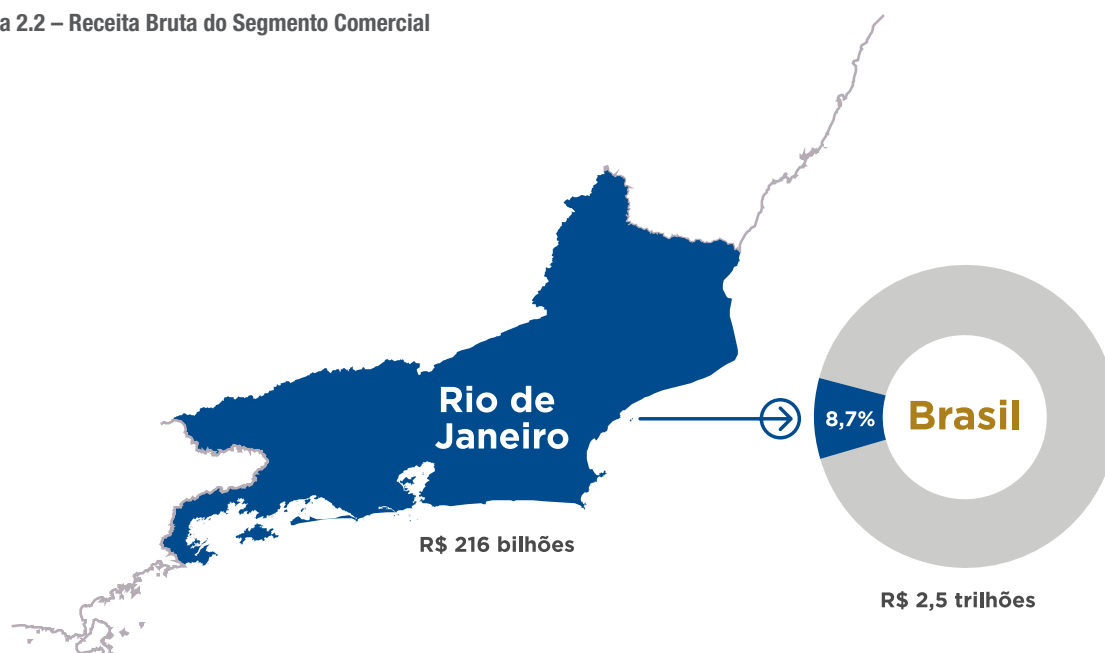 a 2.2 – Receita Bruta do Segmento Comercial
Rio de
Janeiro
8,7%
Brasil
R$ 216 bilhões
R$ 2,5 trilhões